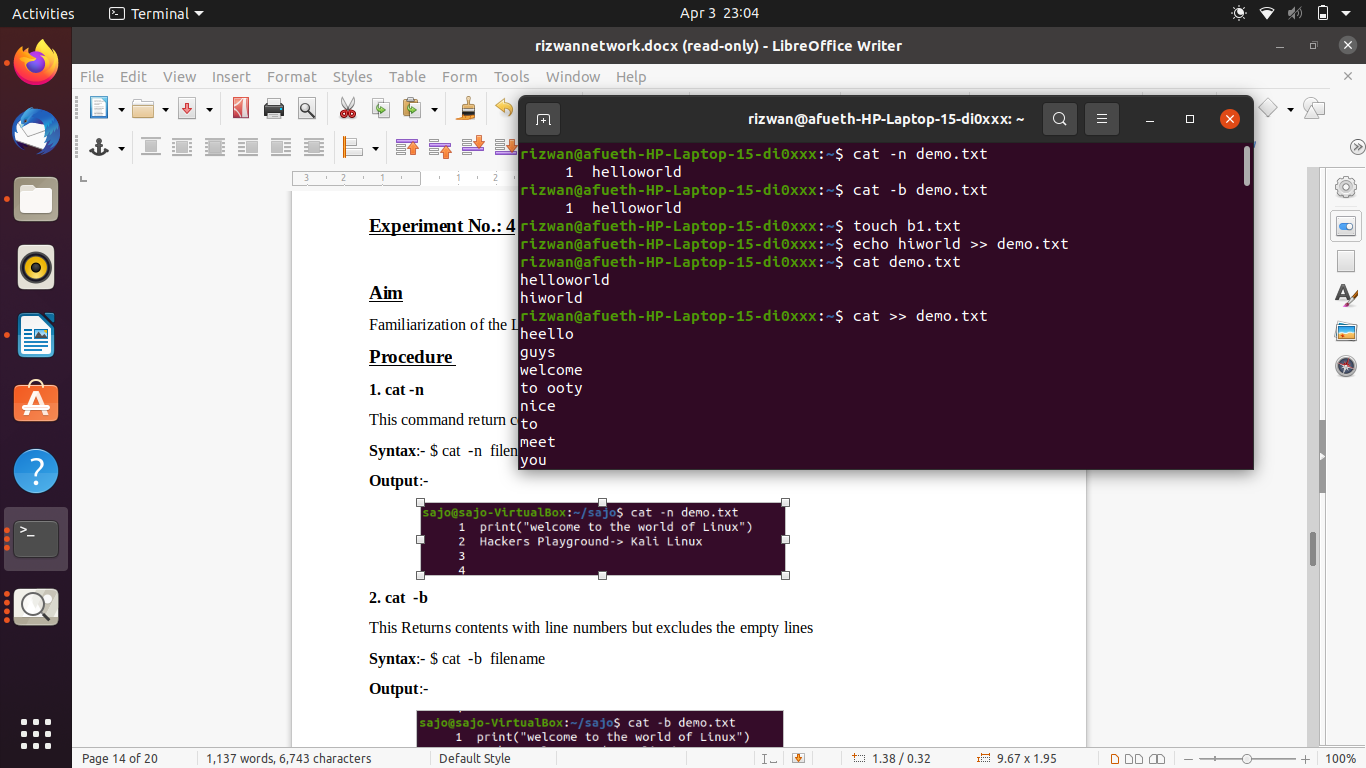 Activities
Terminal
Apr 3 23:04
rizwannetwork.docx (read-only) - LibreOffice Writer
File Edit View Insert Format Styles Table Form Tools Window Help
rizwan@afueth-HP-Laptop-15-di0xxx: ~
3 2 1 1 2
rizwan@afueth-HP-Laptop-15-di0xxx:~$ cat -n demo.txt
1 helloworld
rizwan@afueth-HP-Laptop-15-di0xxx:~$ cat -b demo.txt
1 helloworld
rizwan@afueth-HP-Laptop-15-di0xxx:~$ touch b1.txt
rizwan@afueth-HP-Laptop-15-di0xxx:~$ echo hiworld >> demo.txt
rizwan@afueth-HP-Laptop-15-di0xxx:~$ cat demo.txt
helloworld
hiworld
rizwan@afueth-HP-Laptop-15-di0xxx:~$ cat >> demo.txt
heello
guys
welcome
to ooty
nice
to
meet
you
Experiment No.: 4
Aim
Familiarization of the
Procedure
1. cat -n
This command return
Syntax:- $ cat -n filen
Output:-
sajo@sajo-VirtualBox:~/sajo$ cat -n demo.txt
1 print("welcome to the world of Linux")
2 Hackers Playground-> Kali Linux
3
4
2. cat -b
This Returns contents with line numbers but excludes the empty lines
Syntax:- $ cat -b filename
Output:-
sajo@sajo-VirtualBox:~/sajo$ cat -b demo.txt
1 print("welcome to the world of Linux")
Page 14 of 20
1,137 words, 6,743 characters
Default Style
1.38 / 0.32
9.67 x 1.95
100%